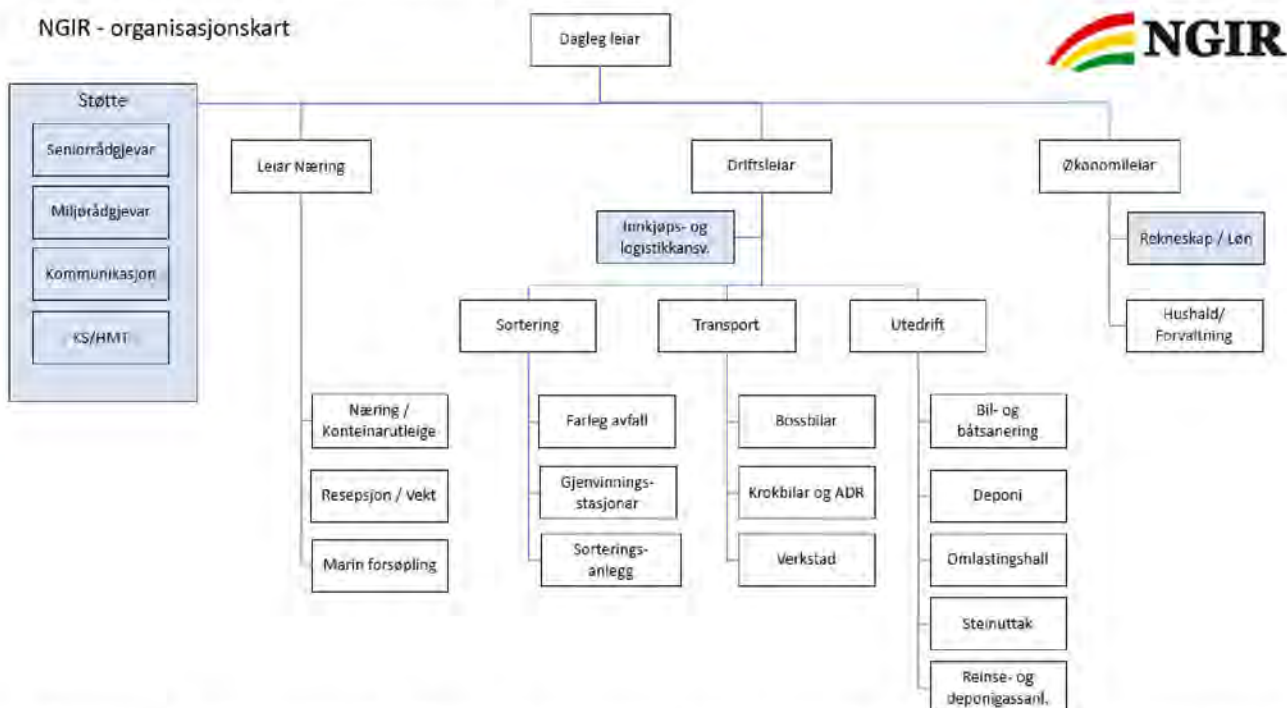 NGIR - organisasjonskart
Dagleg leiar
NGIR
Støtte
Seniorrådgjevar
Miljørådgjevar
Kommunikasjon
KS/HMT
Leiar Næring
Driftsleiar
Økonomileiar
Innkjøps- og
logistikkansv.
Rekneskap / Løn
Hushald/
Forvaltning
Sortering
Transport
Utedrift
Næring /
Konteinarutleige
Resepsjon / Vekt
Marin forsøpling
Farleg avfall
Gjenvinnings-
stasjonar
Sorterings-
anlegg
Bossbilar
Krokbilar og ADR
Verkstad
Bil- og
båtsanering
Deponi
Omlastingshall
Steinuttak
Reinse- og
deponigassanl.